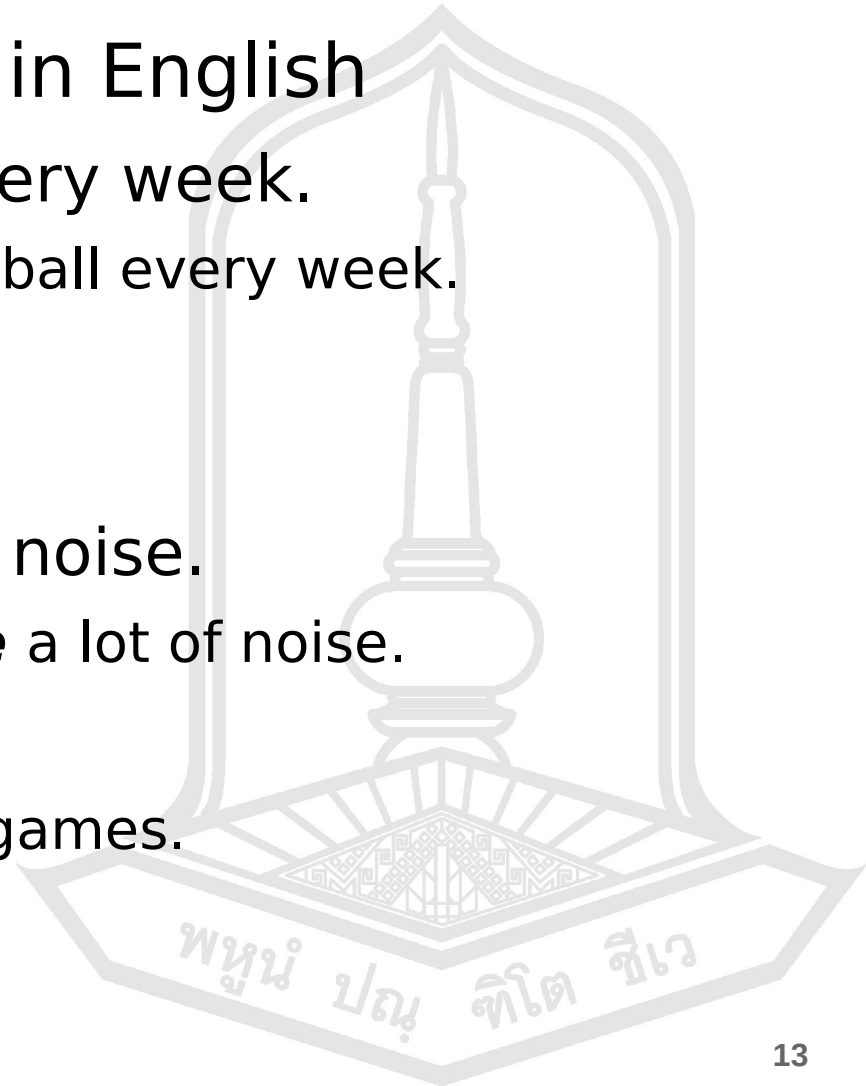 in English
ery week.
ball every week.
noise.
e a lot of noise.
games.
พหูนํ ปณฺฑิโต ชีเว
13